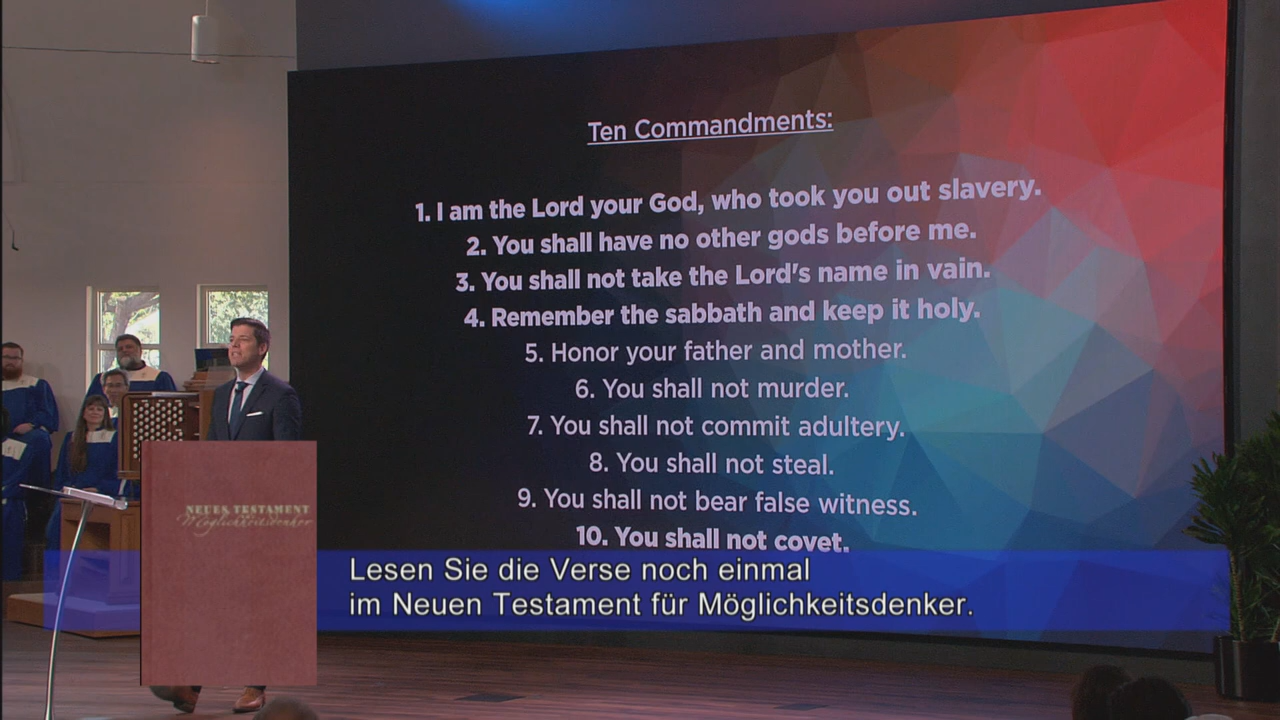 Ten Commandments:
1. I am the Lord your God, who took you out slavery.
2. You shall have no other gods before me.
3. You shall not take the Lord's name in vain.
4. Remember the sabbath and keep it holy.
5. Honor your father and mother.
6. You shall not murder.
7. You shall not commit adultery.
8. You shall not steal.
9. You shall not bear false witness.
10. You shall not covet.
NEUES TESTAMENT
Möglichkeitsdenker
Lesen Sie die Verse noch einmal
im Neuen Testament für Möglichkeitsdenker.